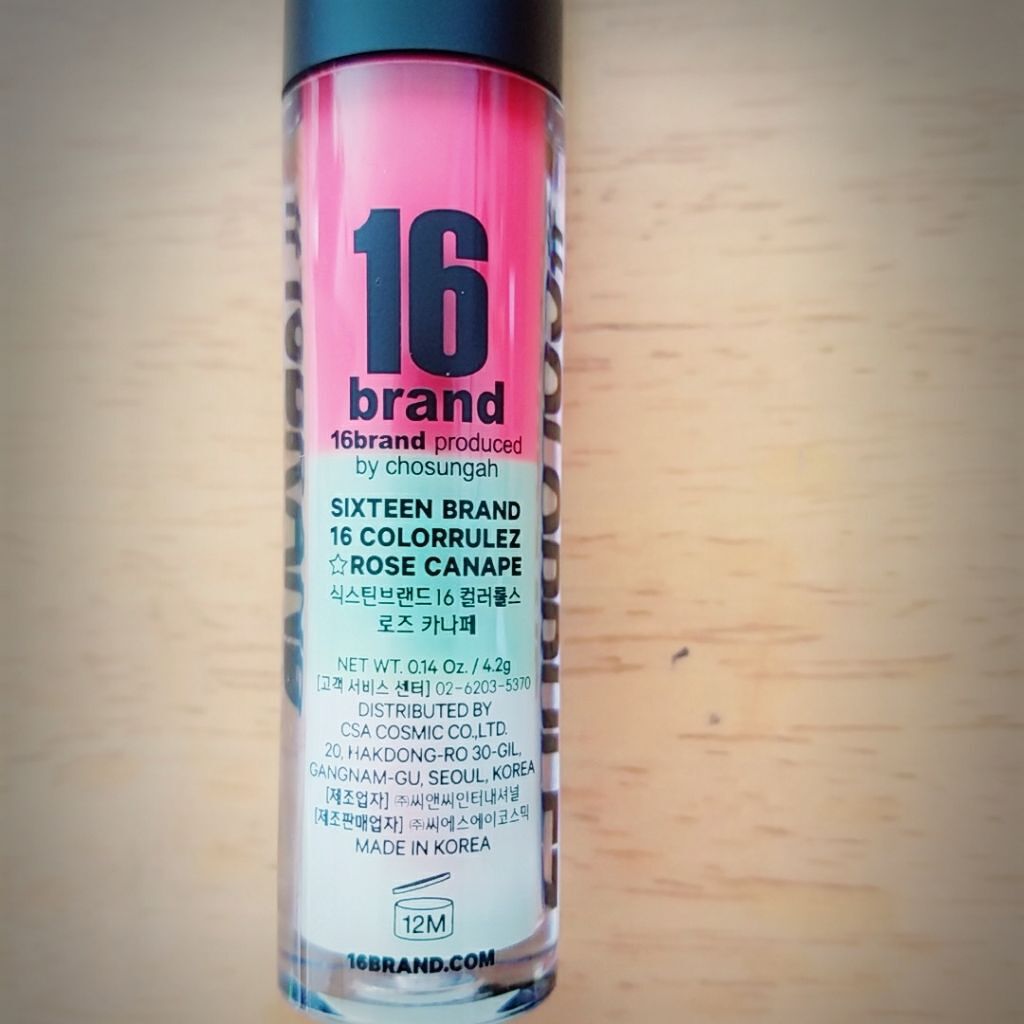 16
brand
16brand produced
by chosungah
SIXTEEN BRAND
16 COLORRULEZ
☆ROSE CANAPE
식스틴브랜드16 컬러룰스
로즈 카나페
NET WT. 0.14 Oz. / 4.2g
[고객 서비스 센터] 02-6203-5370
DISTRIBUTED BY
CSA COSMIC CO.,LTD.
20, HAKDONG-RO 30-GIL,
GANGNAM-GU, SEOUL, KOREA
[제조업자] ㈜씨앤씨인터내셔널
[제조판매업자] ㈜씨에스에이코스믹
MADE IN KOREA
12M
16BRAND.COM